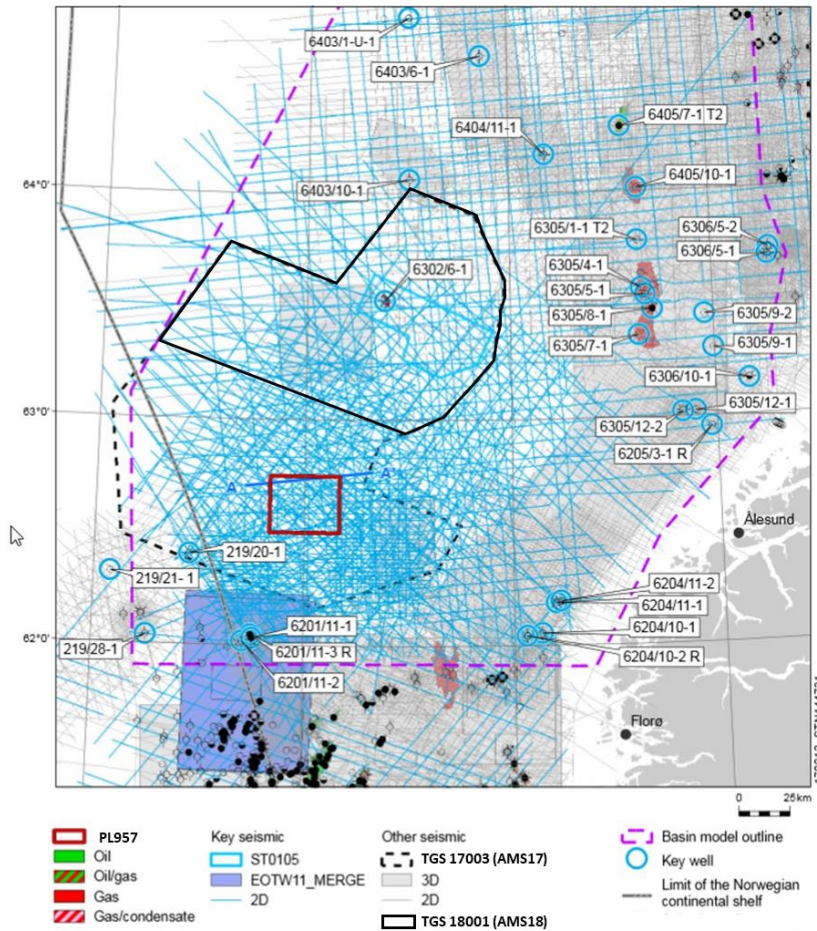 6403/1-U-1
6403/6-1
6405/7-1 T2
6404/11-1
64°0'
6403/10-1
6405/10-1
6305/1-1 T2
6306/5-2
6306/5-1
6302/6-1
6305/4-1
6305/5-1
6305/8-1
6305/9-2
6305/7-1
6305/9-1
6306/10-1
63°0'
6305/12-1
6305/12-2
6205/3-1 R
A
A'
Ålesund
219/20-1
219/21- 1
6204/11-2
6204/11-1
6201/11-1
6204/10-1
62°0'
219/28-1
6201/11-3 R
6204/10-2 R
6201/11-2
Florø
0 25km
PL957
Oil
Oil/gas
Gas
Gas/condensate
Key seismic
ST0105
EOTW11_MERGE
2D
Other seismic
TGS 17003 (AMS17)
3D
2D
TGS 18001 (AMS18)
Basin model outline
Key well
Limit of the Norwegian
continental shelf